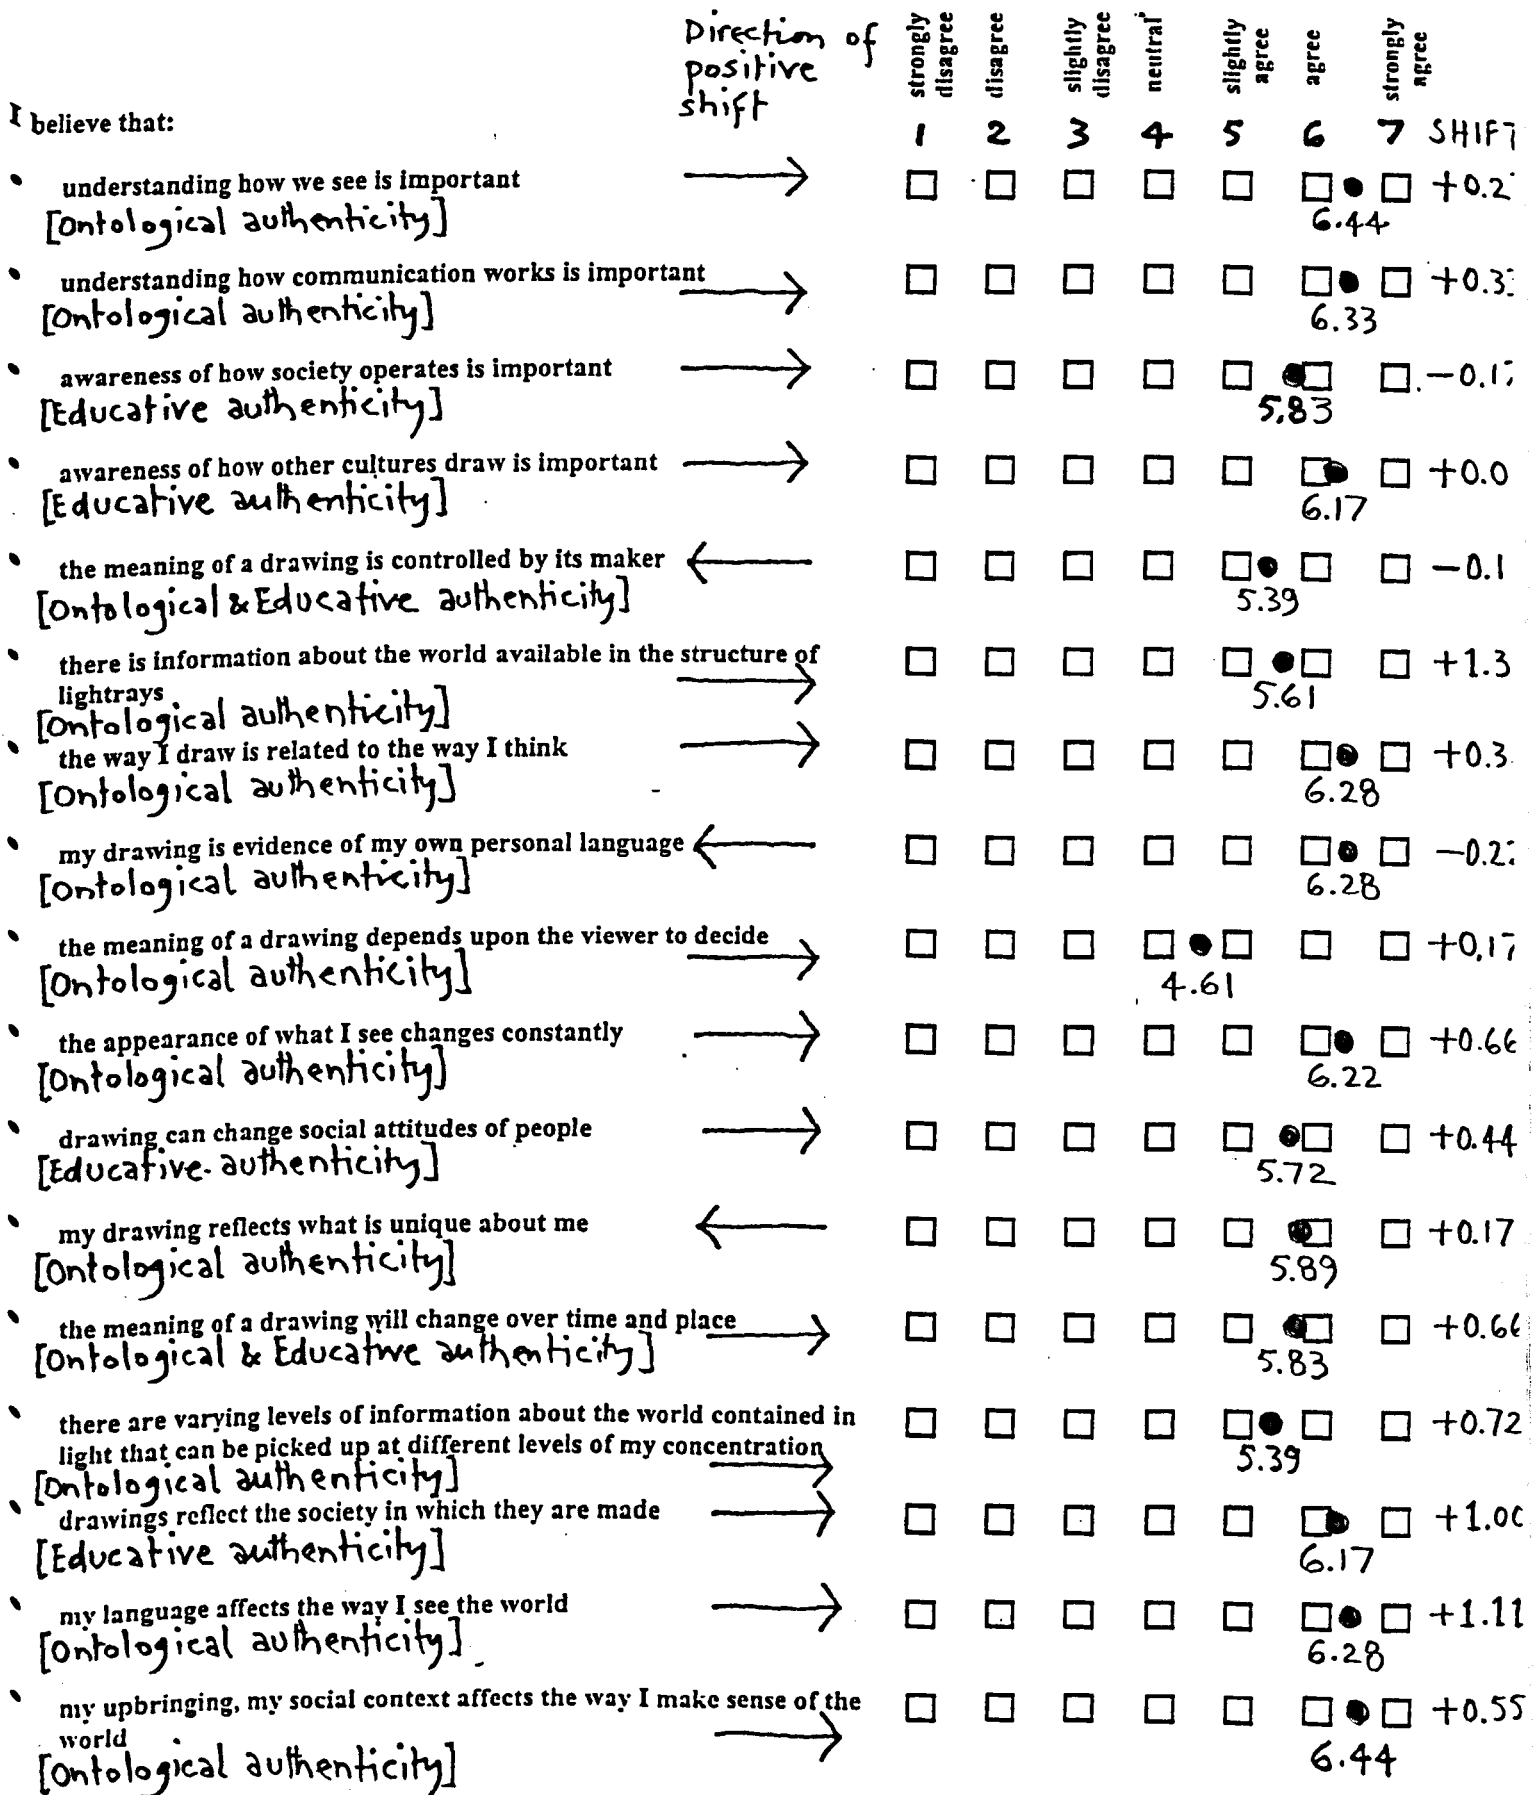 Direction of
positive
shift
strongly disagree
disagree
slightly disagree
neutral
slightly agree
agree
strongly agree
I believe that:
1 2 3 4 5 6 7 SHIFT
• understanding how we see is important +0.2
[Ontological authenticity] 6.44
• understanding how communication works is important +0.3
[Ontological authenticity] 6.33
• awareness of how society operates is important −0.1
[Educative authenticity] 5.83
• awareness of how other cultures draw is important +0.0
[Educative authenticity] 6.17
• the meaning of a drawing is controlled by its maker −0.1
[Ontological & Educative authenticity] 5.39
• there is information about the world available in the structure of +1.3
lightrays 5.61
[Ontological authenticity]
• the way I draw is related to the way I think +0.3
[Ontological authenticity] 6.28
• my drawing is evidence of my own personal language −0.2
[Ontological authenticity] 6.28
• the meaning of a drawing depends upon the viewer to decide +0.17
[Ontological authenticity] 4.61
• the appearance of what I see changes constantly +0.66
[Ontological authenticity] 6.22
• drawing can change social attitudes of people +0.44
[Educative authenticity] 5.72
• my drawing reflects what is unique about me +0.17
[Ontological authenticity] 5.89
• the meaning of a drawing will change over time and place +0.66
[Ontological & Educative authenticity] 5.83
• there are varying levels of information about the world contained in +0.72
light that can be picked up at different levels of my concentration 5.39
[Ontological authenticity]
• drawings reflect the society in which they are made +1.00
[Educative authenticity] 6.17
• my language affects the way I see the world +1.11
[Ontological authenticity] 6.28
• my upbringing, my social context affects the way I make sense of the +0.55
world 6.44
[Ontological authenticity]